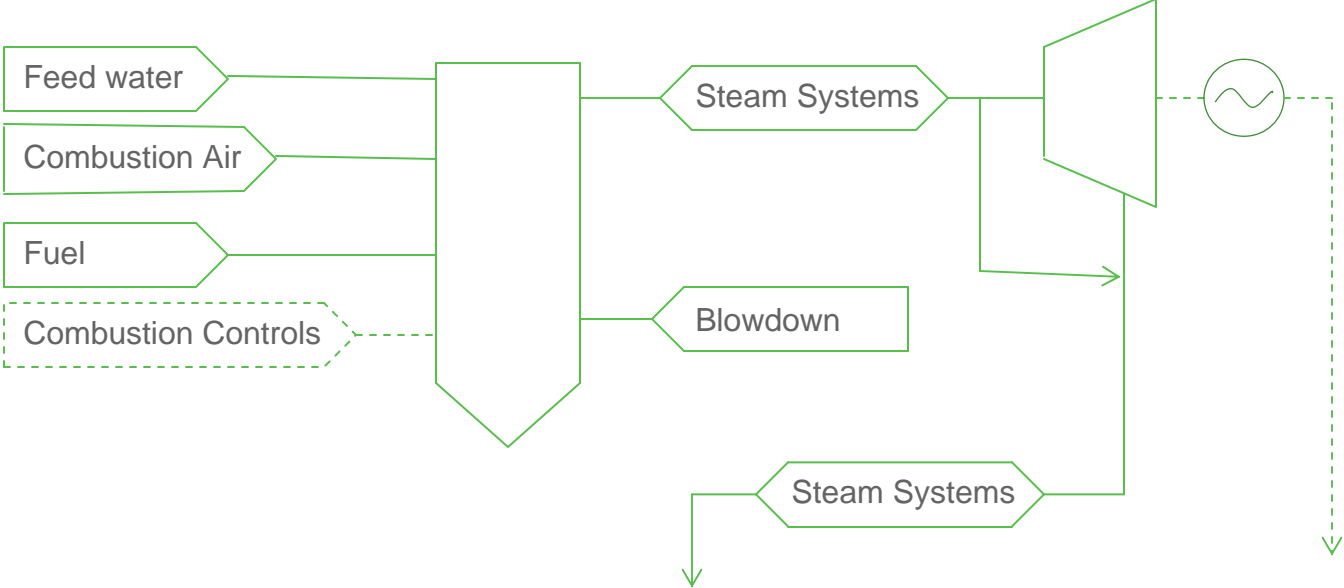 Feed water
Combustion Air
Fuel
Combustion Controls
Steam Systems
Blowdown
Steam Systems